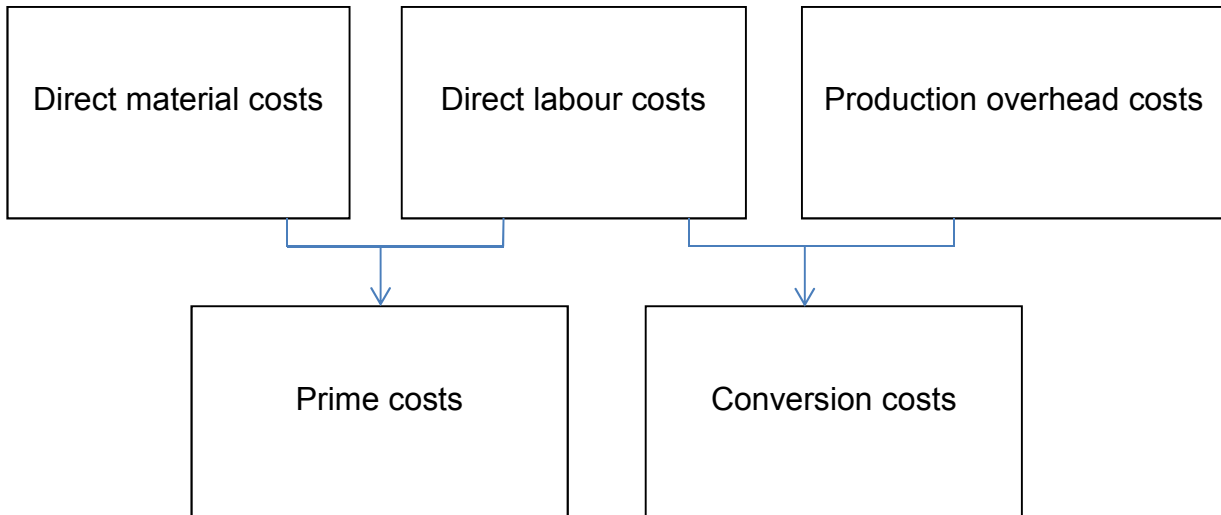 Direct material costs
Direct labour costs
Production overhead costs
Prime costs
Conversion costs